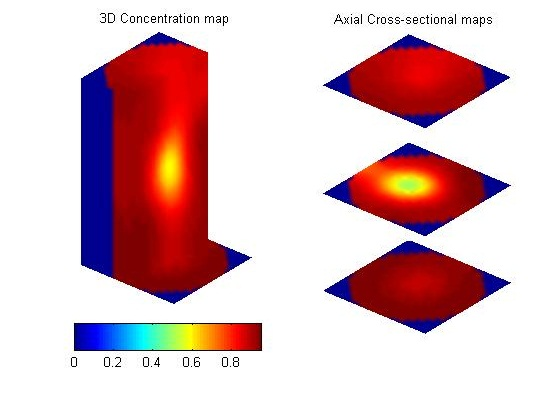 3D Concentration map
Axial Cross-sectional maps
0 0.2 0.4 0.6 0.8